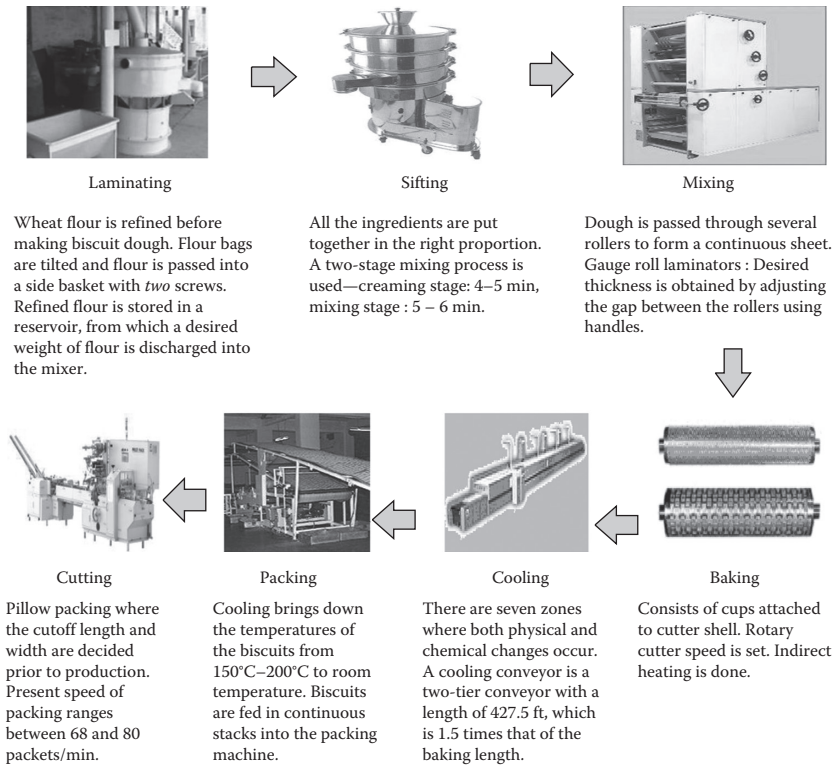 Laminating
Wheat flour is refined before
making biscuit dough. Flour bags
are tilted and flour is passed into
a side basket with two screws.
Refined flour is stored in a
reservoir, from which a desired
weight of flour is discharged into
the mixer.
Sifting
All the ingredients are put
together in the right proportion.
A two-stage mixing process is
used—creaming stage: 4–5 min,
mixing stage : 5 – 6 min.
Mixing
Dough is passed through several
rollers to form a continuous sheet.
Gauge roll laminators : Desired
thickness is obtained by adjusting
the gap between the rollers using
handles.
Cutting
Pillow packing where
the cutoff length and
width are decided
prior to production.
Present speed of
packing ranges
between 68 and 80
packets/min.
Packing
Cooling brings down
the temperatures of
the biscuits from
150°C–200°C to room
temperature. Biscuits
are fed in continuous
stacks into the packing
machine.
Cooling
There are seven zones
where both physical and
chemical changes occur.
A cooling conveyor is a
two-tier conveyor with a
length of 427.5 ft, which
is 1.5 times that of the
baking length.
Baking
Consists of cups attached
to cutter shell. Rotary
cutter speed is set. Indirect
heating is done.